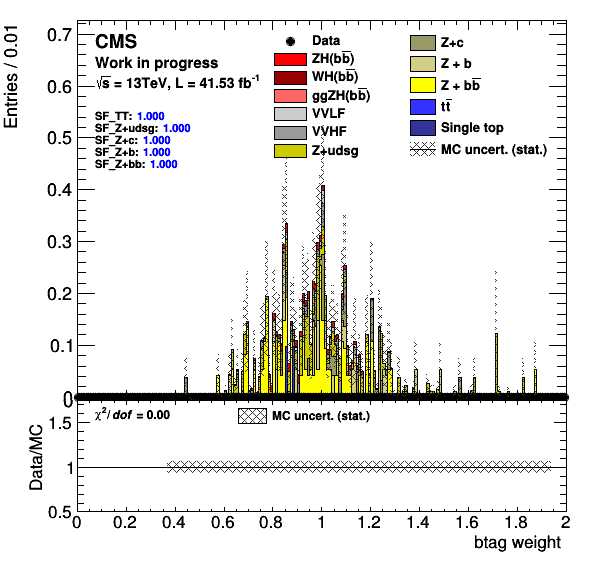 CMS
Work in progress
√s = 13TeV, L = 41.53 fb⁻¹
SF_TT: 1.000
SF_Z+udsg: 1.000
SF_Z+c: 1.000
SF_Z+b: 1.000
SF_Z+bb: 1.000
Data
ZH(bb̅)
WH(bb̅)
ggZH(bb̅)
VVLF
VVHF
Z+udsg
Z+c
Z + b
Z + bb̅
tt̅
Single top
MC uncert. (stat.)
Entries / 0.01
0.7
0.6
0.5
0.4
0.3
0.2
0.1
0
χ²/dof = 0.00
MC uncert. (stat.)
Data/MC
1.5
1
0.5
0 0.2 0.4 0.6 0.8 1 1.2 1.4 1.6 1.8 2
btag weight